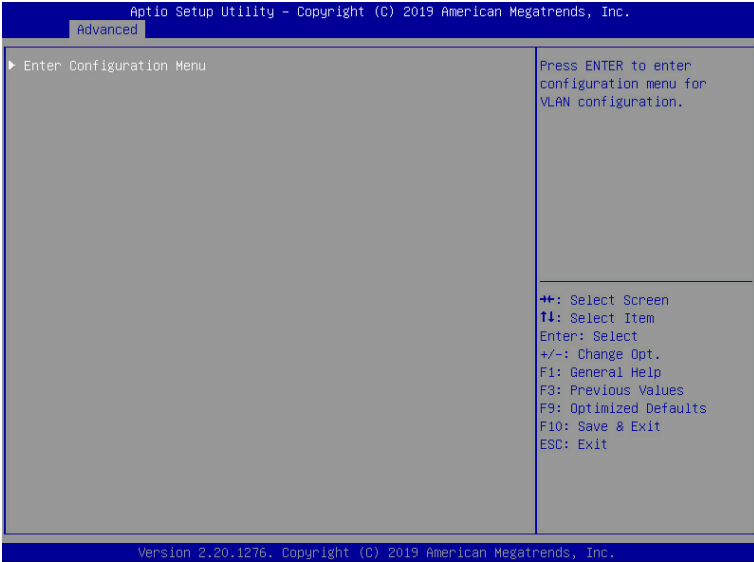 Aptio Setup Utility – Copyright (C) 2019 American Megatrends, Inc.
Advanced
▶ Enter Configuration Menu
Press ENTER to enter
configuration menu for
VLAN configuration.
→←: Select Screen
↑↓: Select Item
Enter: Select
+/-: Change Opt.
F1: General Help
F3: Previous Values
F9: Optimized Defaults
F10: Save & Exit
ESC: Exit
Version 2.20.1276. Copyright (C) 2019 American Megatrends, Inc.